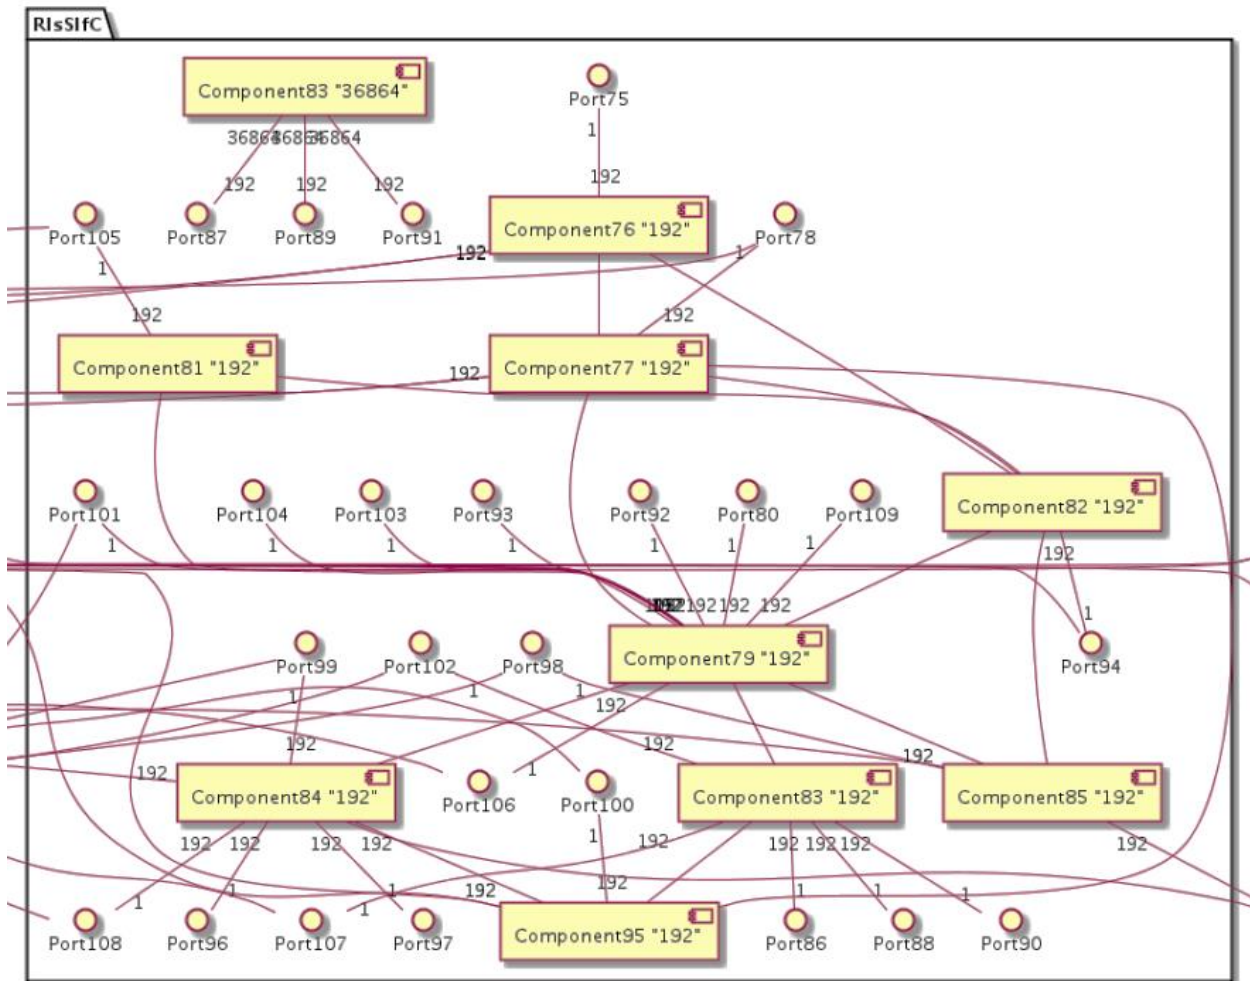 RIsSIfC
Component83 "36864"
Port75
1
36864 36864 36864
192 192 192
192
Port105 Port87 Port89 Port91
Component76 "192"
Port78
1
192
1
192
192
Component81 "192"
192
Component77 "192"
Port101 Port104 Port103 Port93 Port92 Port80 Port109
Component82 "192"
1 1 1 1 1 1 1
192
192 192 192 192
1
Port99 Port102 Port98
Component79 "192"
Port94
1 1 1
192
192 192 192
192 1
Component84 "192"
Port106 Port100
Component83 "192"
Component85 "192"
1
192 192 192 192 192 192 192 192 192
192 192
1 1 1 1 1 1 1
Port108 Port96 Port107 Port97
Component95 "192"
Port86 Port88 Port90